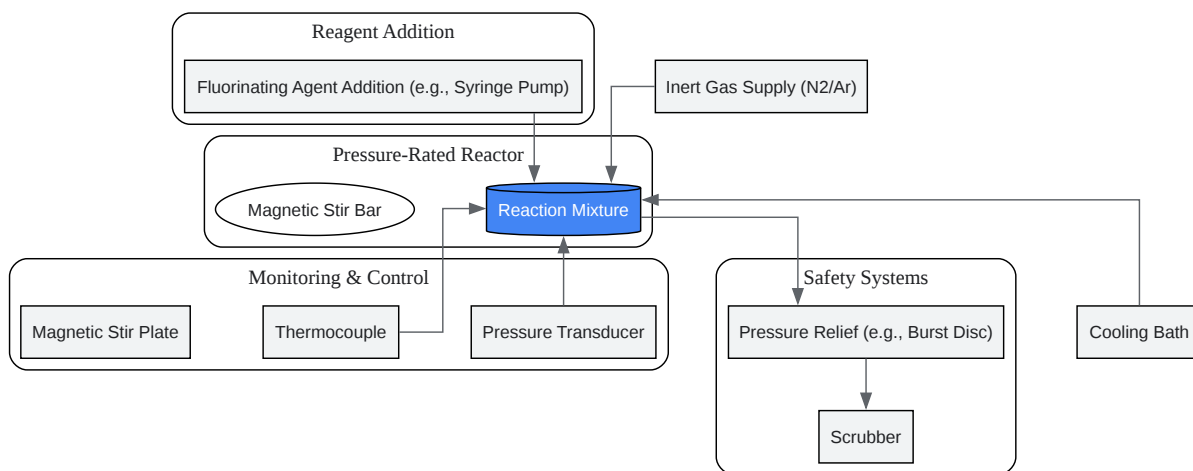 Reagent Addition
Fluorinating Agent Addition (e.g., Syringe Pump)
Inert Gas Supply (N2/Ar)
Pressure-Rated Reactor
Magnetic Stir Bar
Reaction Mixture
Monitoring & Control
Safety Systems
Magnetic Stir Plate
Thermocouple
Pressure Transducer
Pressure Relief (e.g., Burst Disc)
Cooling Bath
Scrubber